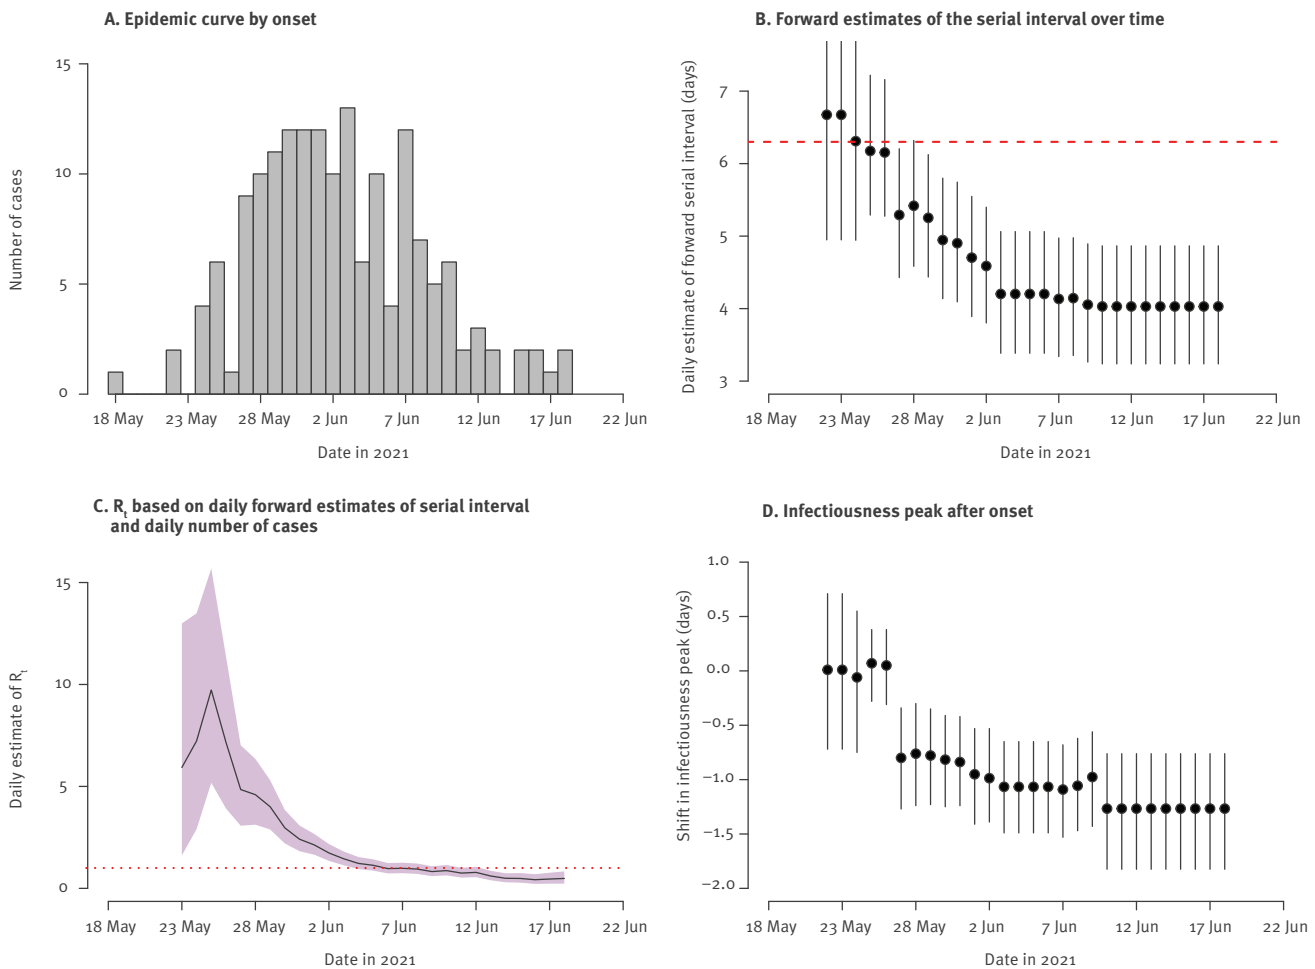 A. Epidemic curve by onset
Number of cases
15
10
5
0
18 May 23 May 28 May 2 Jun 7 Jun 12 Jun 17 Jun 22 Jun
Date in 2021
B. Forward estimates of the serial interval over time
Daily estimate of forward serial interval (days)
7
6
5
4
3
18 May 23 May 28 May 2 Jun 7 Jun 12 Jun 17 Jun 22 Jun
Date in 2021
C. Rt based on daily forward estimates of serial interval
and daily number of cases
Daily estimate of Rt
15
10
5
0
18 May 23 May 28 May 2 Jun 7 Jun 12 Jun 17 Jun 22 Jun
Date in 2021
D. Infectiousness peak after onset
Shift in infectiousness peak (days)
1.0
0.5
0.0
−0.5
−1.0
−1.5
−2.0
18 May 23 May 28 May 2 Jun 7 Jun 12 Jun 17 Jun 22 Jun
Date in 2021